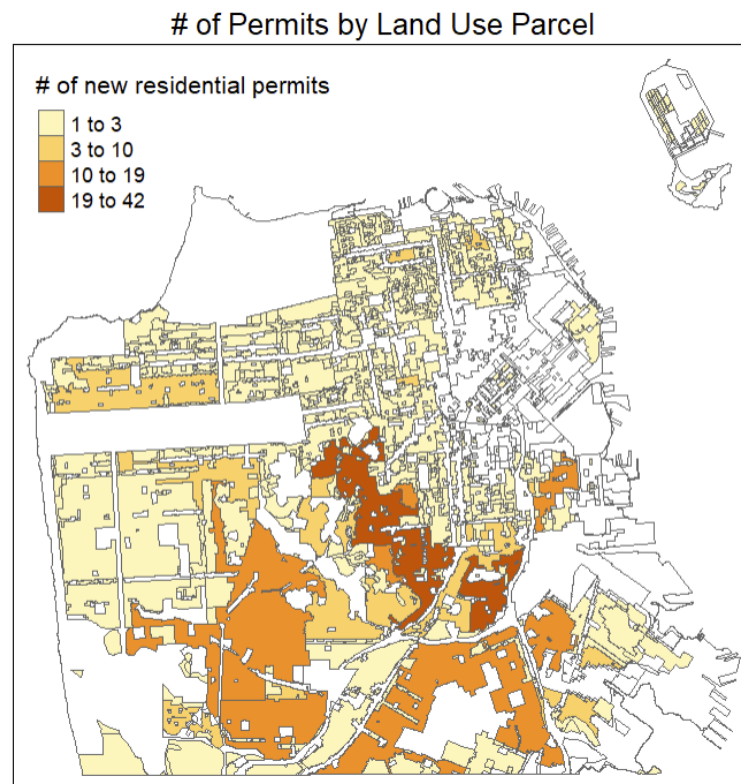 # of Permits by Land Use Parcel
# of new residential permits
1 to 3
3 to 10
10 to 19
19 to 42